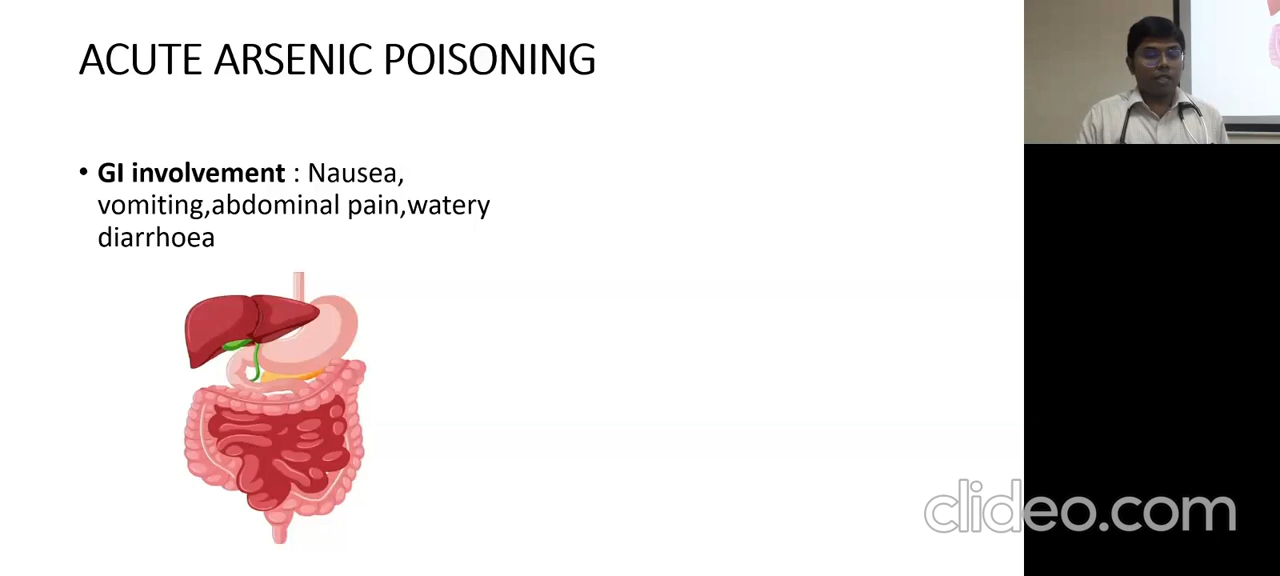 ACUTE ARSENIC POISONING
• GI involvement : Nausea,
vomiting,abdominal pain,watery
diarrhoea
clideo.com